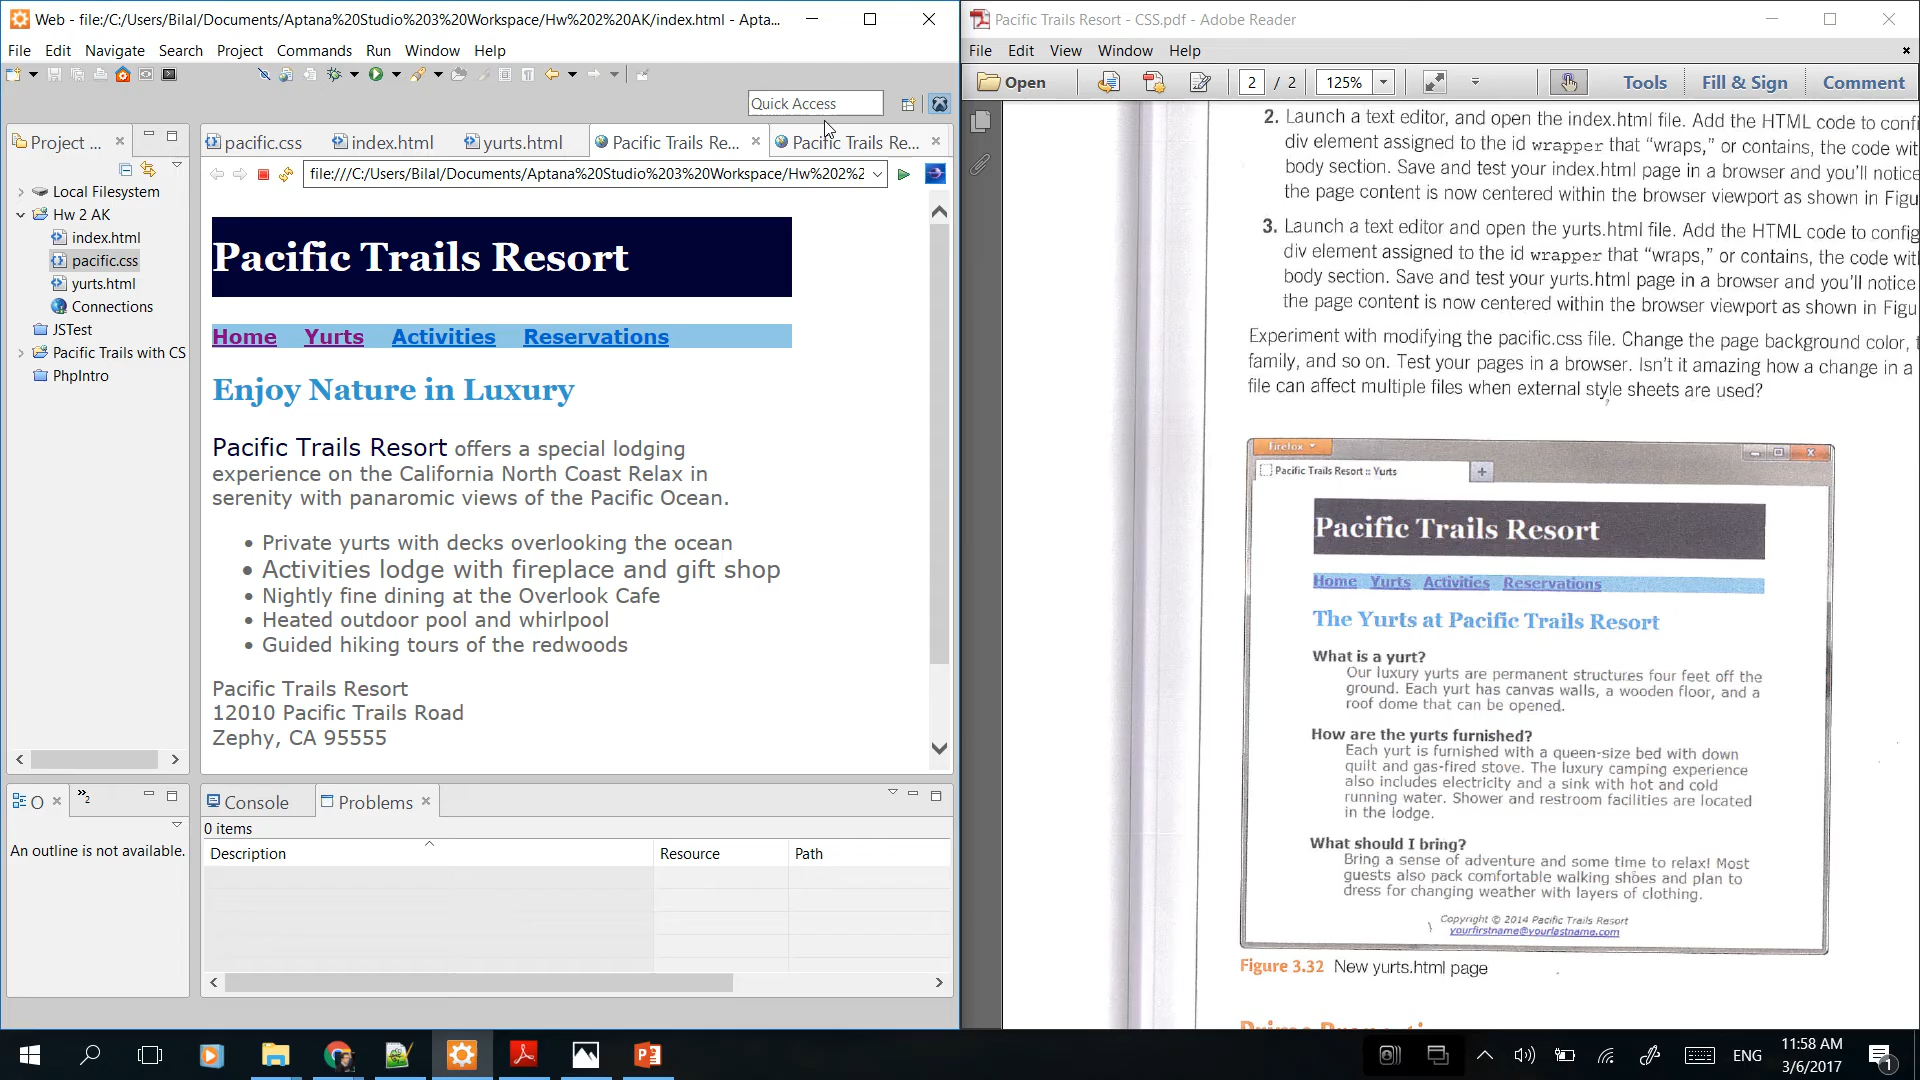 Web - file:/C:/Users/Bilal/Documents/Aptana%20Studio%203%20Workspace/Hw%202%20AK/index.html - Apta...
File Edit Navigate Search Project Commands Run Window Help
Quick Access
Project ...
pacific.css
index.html
yurts.html
Pacific Trails Re...
Pacific Trails Re...
file:///C:/Users/Bilal/Documents/Aptana%20Studio%203%20Workspace/Hw%202%2
Local Filesystem
Hw 2 AK
index.html
pacific.css
yurts.html
Connections
JSTest
Pacific Trails with CS
PhpIntro
Pacific Trails Resort
Home Yurts Activities Reservations
Enjoy Nature in Luxury
Pacific Trails Resort offers a special lodging
experience on the California North Coast Relax in
serenity with panaromic views of the Pacific Ocean.
• Private yurts with decks overlooking the ocean
• Activities lodge with fireplace and gift shop
• Nightly fine dining at the Overlook Cafe
• Heated outdoor pool and whirlpool
• Guided hiking tours of the redwoods
Pacific Trails Resort
12010 Pacific Trails Road
Zephy, CA 95555
O
»2
An outline is not available.
Console
Problems
0 items
Description Resource Path
Pacific Trails Resort - CSS.pdf - Adobe Reader
File Edit View Window Help
Open 2 / 2 125% Tools Fill & Sign Comment
2. Launch a text editor, and open the index.html file. Add the HTML code to confi
div element assigned to the id wrapper that “wraps,” or contains, the code wit
body section. Save and test your index.html page in a browser and you’ll notice
the page content is now centered within the browser viewport as shown in Figu
3. Launch a text editor and open the yurts.html file. Add the HTML code to config
div element assigned to the id wrapper that “wraps,” or contains, the code wit
body section. Save and test your yurts.html page in a browser and you’ll notice
the page content is now centered within the browser viewport as shown in Figu
Experiment with modifying the pacific.css file. Change the page background color,
family, and so on. Test your pages in a browser. Isn’t it amazing how a change in a
file can affect multiple files when external style sheets are used?
Firefox
Pacific Trails Resort :: Yurts
Pacific Trails Resort
Home Yurts Activities Reservations
The Yurts at Pacific Trails Resort
What is a yurt?
Our luxury yurts are permanent structures four feet off the
ground. Each yurt has canvas walls, a wooden floor, and a
roof dome that can be opened.
How are the yurts furnished?
Each yurt is furnished with a queen-size bed with down
quilt and gas-fired stove. The luxury camping experience
also includes electricity and a sink with hot and cold
running water. Shower and restroom facilities are located
in the lodge.
What should I bring?
Bring a sense of adventure and some time to relax! Most
guests also pack comfortable walking shoes and plan to
dress for changing weather with layers of clothing.
Copyright © 2014 Pacific Trails Resort
yourfirstname@yourlastname.com
Figure 3.32 New yurts.html page
ENG
11:58 AM
3/6/2017
1